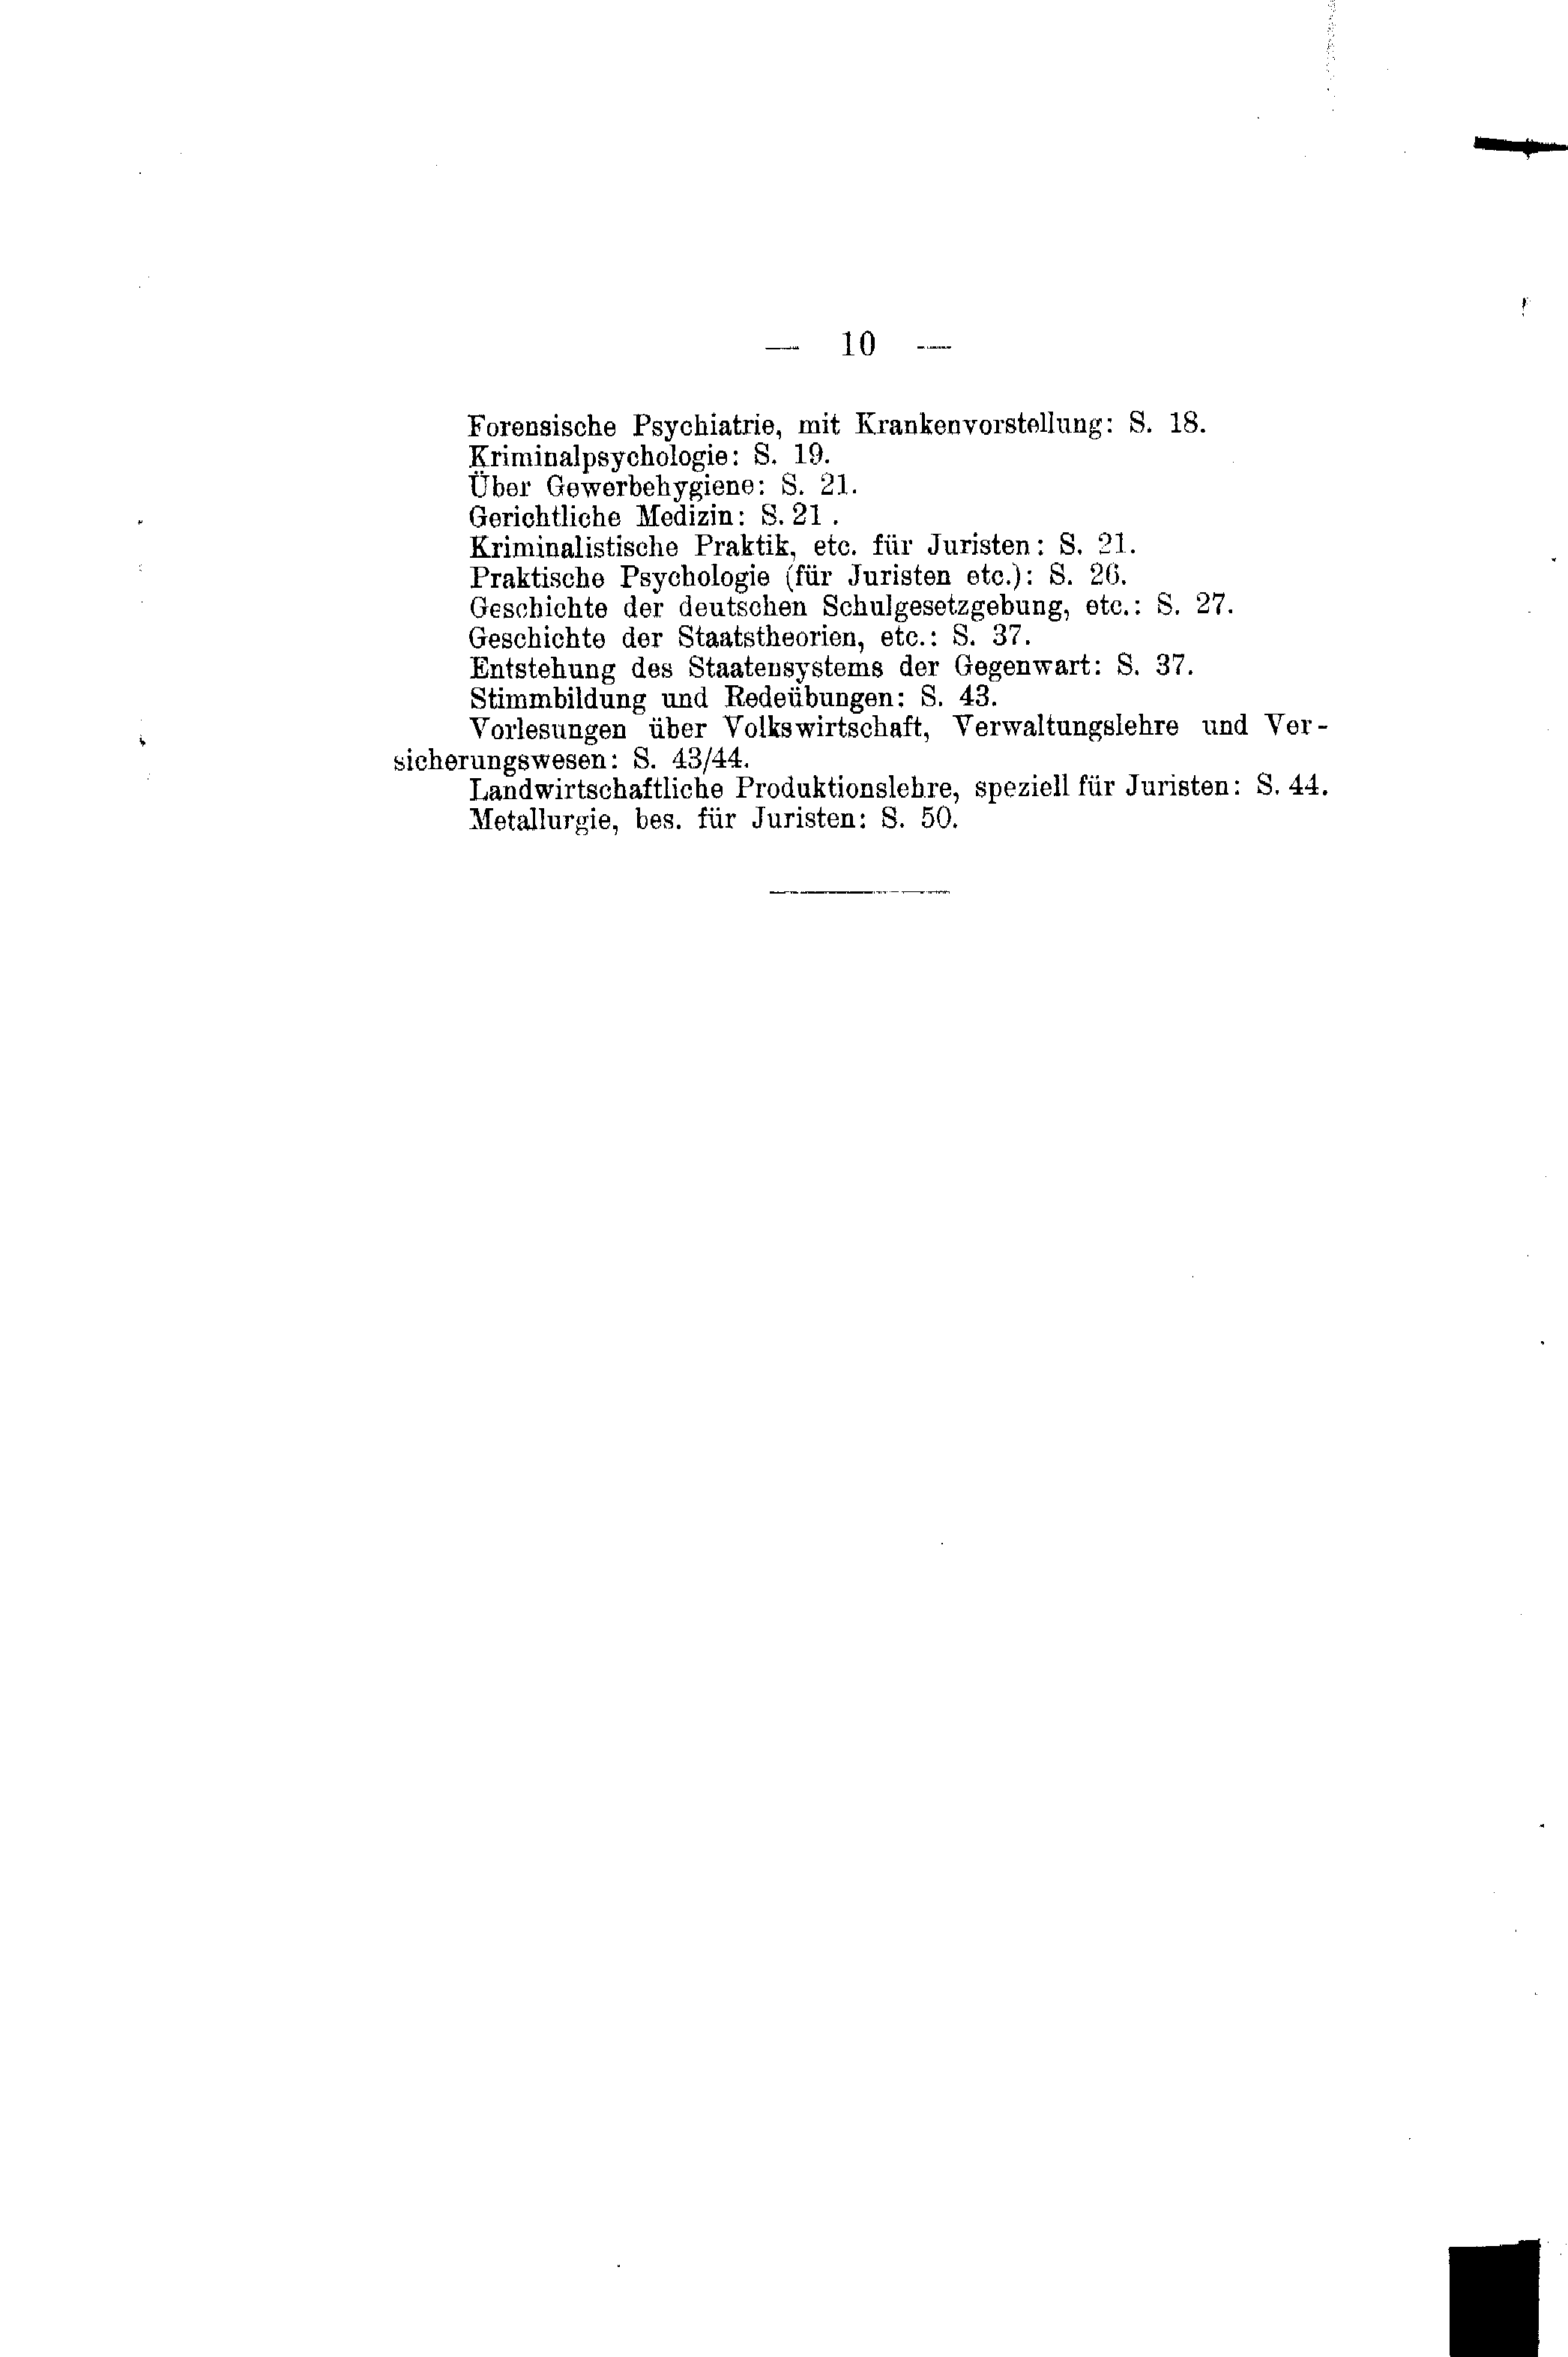 — 10 —
Forensische Psychiatrie, mit Krankenvorstellung: S. 18.
Kriminalpsychologie: S. 19.
Über Gewerbehygiene: S. 21.
Gerichtliche Medizin: S. 21 .
Kriminalistische Praktik, etc. für Juristen: S. 21.
Praktische Psychologie (für Juristen etc.): S. 26.
Geschichte der deutschen Schulgesetzgebung, etc.: S. 27.
Geschichte der Staatstheorien, etc.: S. 37.
Entstehung des Staatensystems der Gegenwart: S. 37.
Stimmbildung und Redeübungen: S. 43.
Vorlesungen über Volkswirtschaft, Verwaltungslehre und Ver-
sicherungswesen: S. 43/44.
Landwirtschaftliche Produktionslehre, speziell für Juristen: S. 44.
Metallurgie, bes. für Juristen: S. 50.